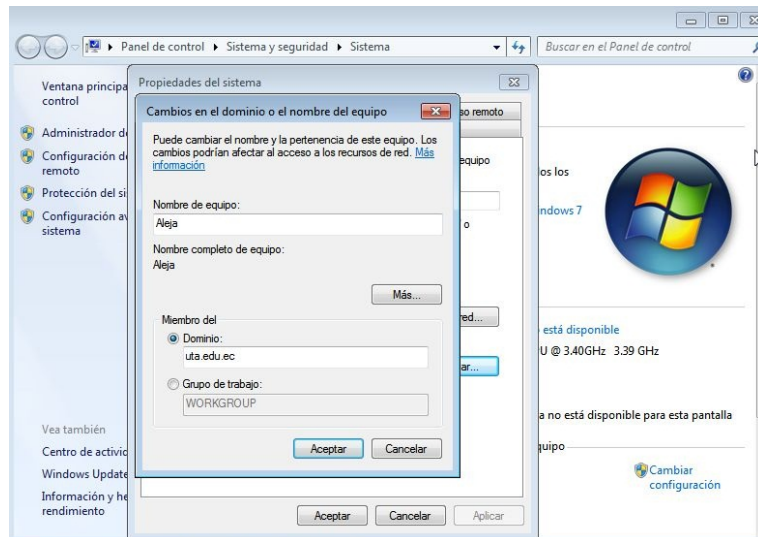 Panel de control ▸ Sistema y seguridad ▸ Sistema
Buscar en el Panel de control
Ventana principa
control
Administrador d
Configuración d
remoto
Protección del si
Configuración av
sistema
Vea también
Centro de activic
Windows Update
Información y he
rendimiento
Propiedades del sistema
so remoto
equipo
o
red...
ar...
Aceptar
Cancelar
Aplicar
Cambios en el dominio o el nombre del equipo
Puede cambiar el nombre y la pertenencia de este equipo. Los
cambios podrían afectar al acceso a los recursos de red. Más
información
Nombre de equipo:
Aleja
Nombre completo de equipo:
Aleja
Más...
Miembro del
Dominio:
uta.edu.ec
Grupo de trabajo:
WORKGROUP
Aceptar
Cancelar
os los
indows 7
está disponible
U @ 3.40GHz 3.39 GHz
a no está disponible para esta pantalla
quipo
Cambiar
configuración